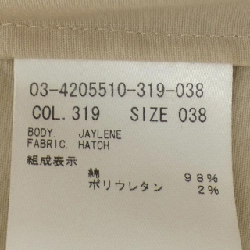 03-4205510-319-038
COL. 319 SIZE 038
BODY. JAYLENE
FABRIC. HATCH
組成表示
綿 98%
ポリウレタン 2%